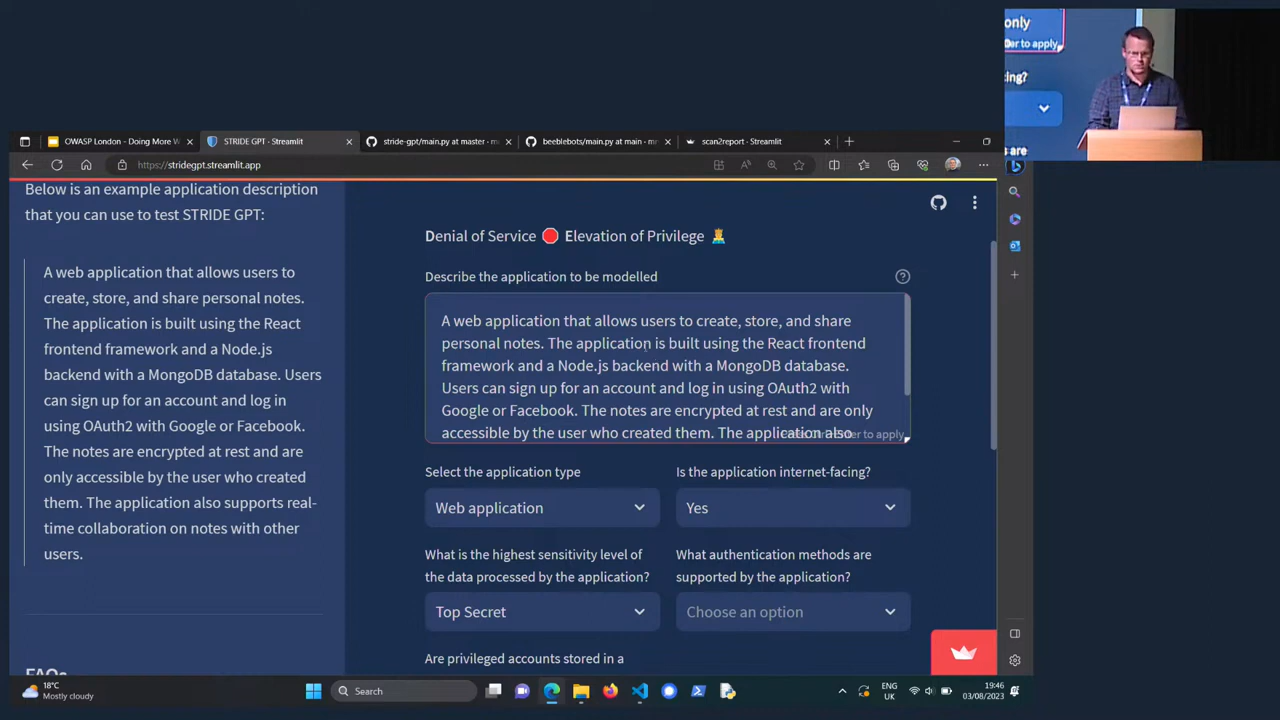 only
er to apply
ing?
s are
OWASP London - Doing More W
STRIDE GPT - Streamlit
stride-gpt/main.py at master · m
beeblebots/main.py at main · m
scan2report - Streamlit
https://stridegpt.streamlit.app
Below is an example application description
that you can use to test STRIDE GPT:
A web application that allows users to
create, store, and share personal notes.
The application is built using the React
frontend framework and a Node.js
backend with a MongoDB database. Users
can sign up for an account and log in
using OAuth2 with Google or Facebook.
The notes are encrypted at rest and are
only accessible by the user who created
them. The application also supports real-
time collaboration on notes with other
users.
FAQs
Denial of Service Elevation of Privilege
Describe the application to be modelled
A web application that allows users to create, store, and share
personal notes. The application is built using the React frontend
framework and a Node.js backend with a MongoDB database.
Users can sign up for an account and log in using OAuth2 with
Google or Facebook. The notes are encrypted at rest and are only
accessible by the user who created them. The application also
to apply
Select the application type
Web application
Is the application internet-facing?
Yes
What is the highest sensitivity level of
the data processed by the application?
Top Secret
What authentication methods are
supported by the application?
Choose an option
Are privileged accounts stored in a
18°C
Mostly cloudy
Search
ENG
UK
19:46
03/08/2023